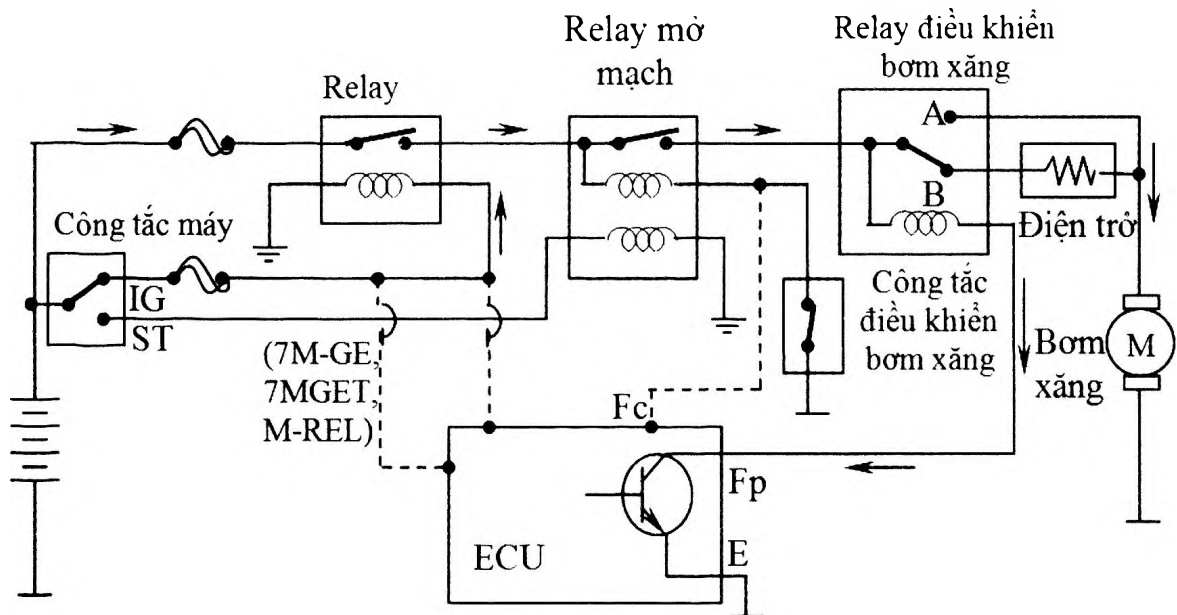 Relay mở
mạch
Relay điều khiển
bơm xăng
Relay
A
B
Điện trở
Công tắc máy
IG
ST
(7M-GE,
7MGET,
M-REL)
Công tắc
điều khiển
bơm xăng
Bơm
xăng
M
Fc
Fp
E
ECU